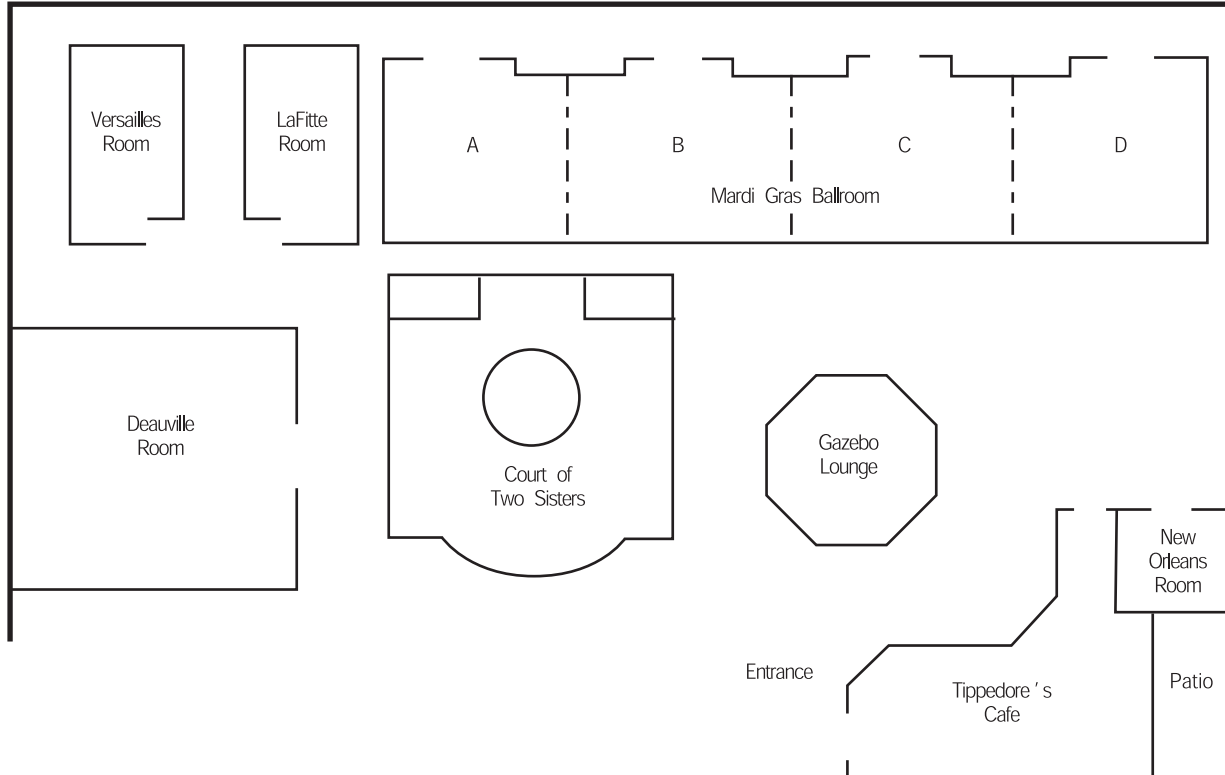 Versailles
Room
LaFitte
Room
A
B
C
D
Mardi Gras Ballroom
Deauville
Room
Court of
Two Sisters
Gazebo
Lounge
New
Orleans
Room
Entrance
Tippedore ' s
Cafe
Patio